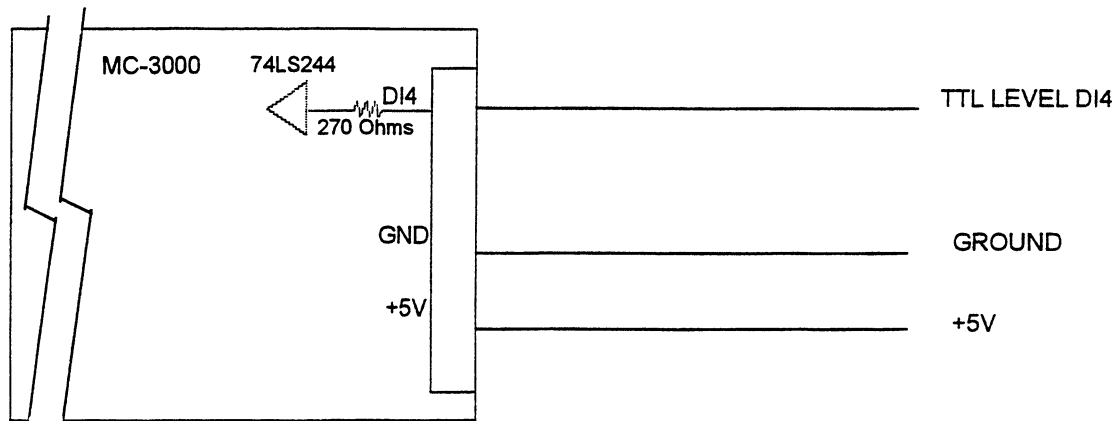 MC-3000
74LS244
DI4
270 Ohms
TTL LEVEL DI4
GND
GROUND
+5V
+5V